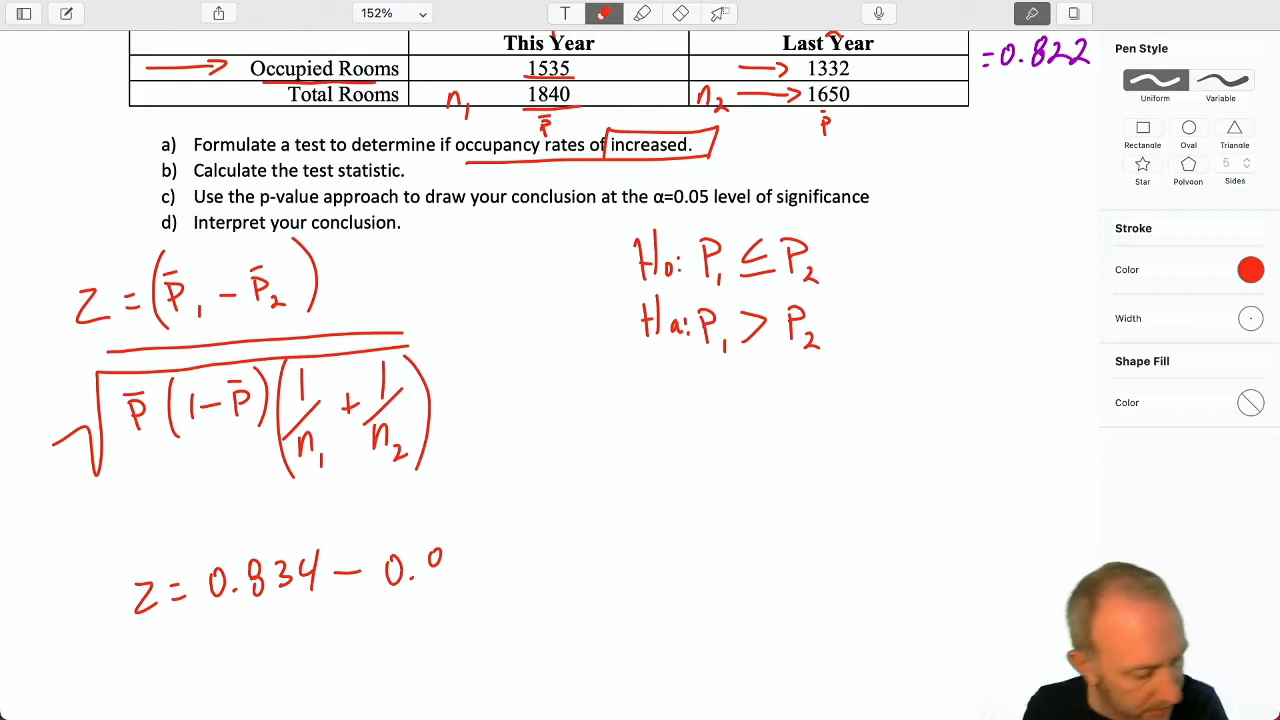 152%
T
This Year Last Year
= 0.822
Occupied Rooms 1535 1332
Total Rooms n1 1840 n2 1650
p̄ p̄
a) Formulate a test to determine if occupancy rates of increased.
b) Calculate the test statistic.
c) Use the p-value approach to draw your conclusion at the α=0.05 level of significance
d) Interpret your conclusion.
H0: P1 ≤ P2
Ha: P1 > P2
Z = (p̄1 - p̄2)
√ p̄ (1 - p̄) (1/n1 + 1/n2)
Z = 0.834 - 0.
Pen Style
Uniform Variable
Rectangle Oval Triangle
5
Star Polygon Sides
Stroke
Color
Width
Shape Fill
Color